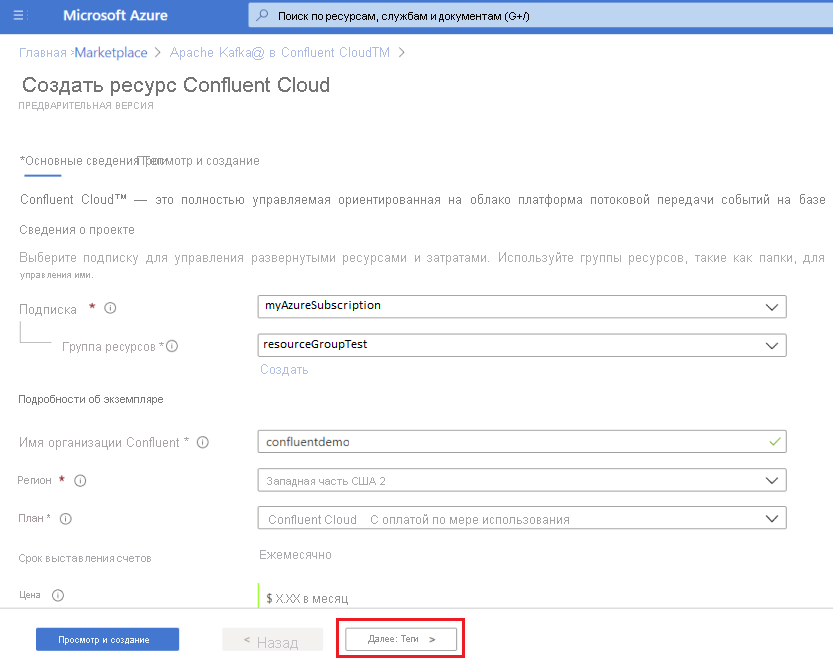 Microsoft Azure
Поиск по ресурсам, службам и документам (G+/)
Главная > Marketplace > Apache Kafka@ в Confluent CloudTM >
Создать ресурс Confluent Cloud
ПРЕДВАРИТЕЛЬНАЯ ВЕРСИЯ
*Основные сведения Теги Просмотр и создание
Confluent Cloud™ — это полностью управляемая ориентированная на облако платформа потоковой передачи событий на базе
Сведения о проекте
Выберите подписку для управления развернутыми ресурсами и затратами. Используйте группы ресурсов, такие как папки, для
управления ими.
Подписка * myAzureSubscription
Группа ресурсов * resourceGroupTest
Создать
Подробности об экземпляре
Имя организации Confluent * confluentdemo
Регион * Западная часть США 2
План * Confluent Cloud С оплатой по мере использования
Срок выставления счетов Ежемесячно
Цена $ X.XX в месяц
Просмотр и создание < Назад Далее: Теги >